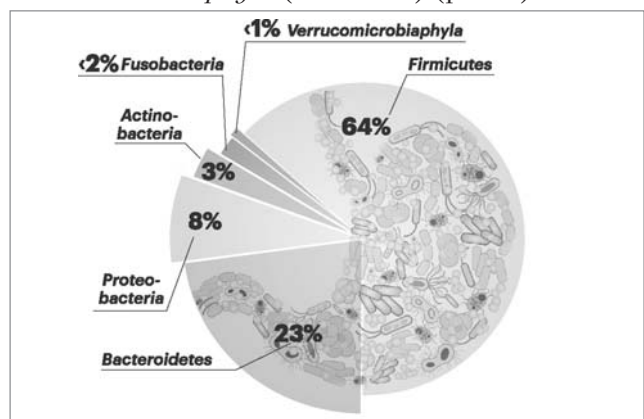 ‹1% Verrucomicrobiaphyla
‹2% Fusobacteria
Firmicutes
Actino-
bacteria
64%
3%
8%
Proteo-
bacteria
23%
Bacteroidetes